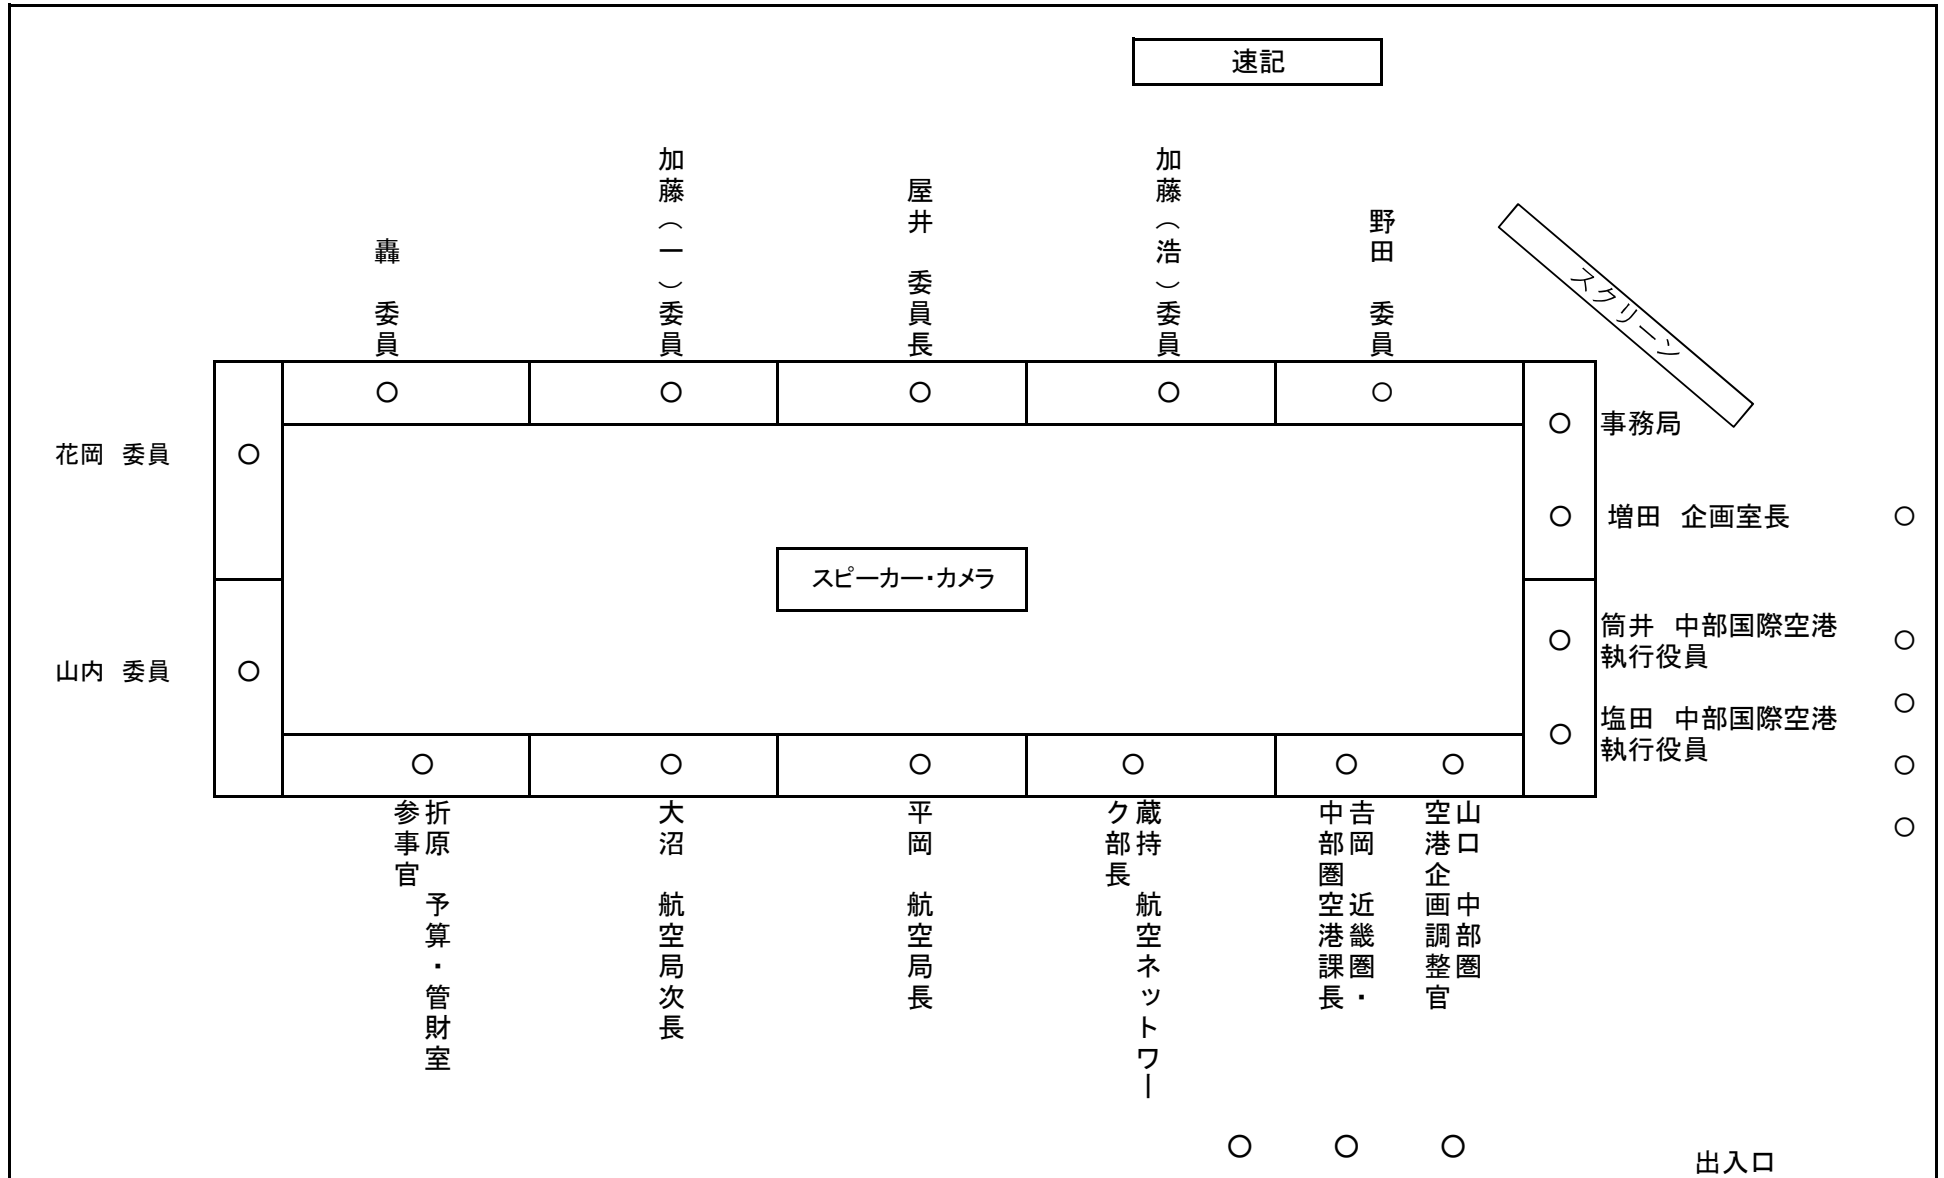 速記
轟　委員
加藤（一）委員
屋井　委員長
加藤（浩）委員
野田　委員
スクリーン
花岡　委員
山内　委員
スピーカー・カメラ
事務局
増田　企画室長
筒井　中部国際空港
執行役員
塩田　中部国際空港
執行役員
折原　予算・管財室
参事官
大沼　航空局次長
平岡　航空局長
蔵持　航空ネットワー
ク部長
吉岡　近畿圏・
中部圏空港課長
山口　中部圏
空港企画調整官
出入口